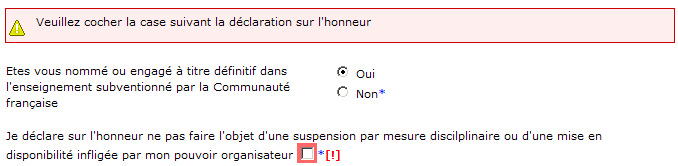 Veuillez cocher la case suivant la déclaration sur l'honneur
Etes vous nommé ou engagé à titre définitif dans
l'enseignement subventionné par la Communauté
française
Oui
Non*
Je déclare sur l'honneur ne pas faire l'objet d'une suspension par mesure discilplinaire ou d'une mise en
disponibilité infligée par mon pouvoir organisateur *[!]